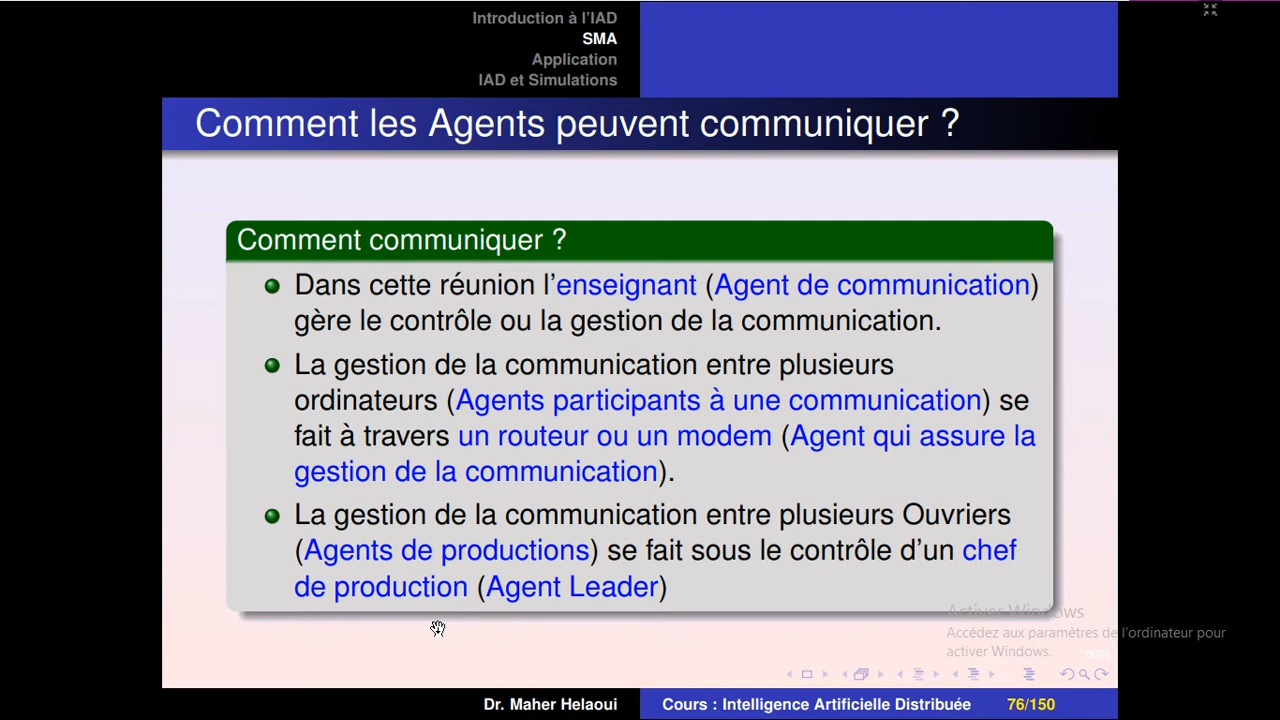 Introduction à l'IAD
SMA
Application
IAD et Simulations
Comment les Agents peuvent communiquer ?
Comment communiquer ?
Dans cette réunion l'enseignant (Agent de communication)
gère le contrôle ou la gestion de la communication.
La gestion de la communication entre plusieurs
ordinateurs (Agents participants à une communication) se
fait à travers un routeur ou un modem (Agent qui assure la
gestion de la communication).
La gestion de la communication entre plusieurs Ouvriers
(Agents de productions) se fait sous le contrôle d'un chef
de production (Agent Leader)
Activer Windows
Accédez aux paramètres de l'ordinateur pour
activer Windows.
Dr. Maher Helaoui
Cours : Intelligence Artificielle Distribuée
76/150